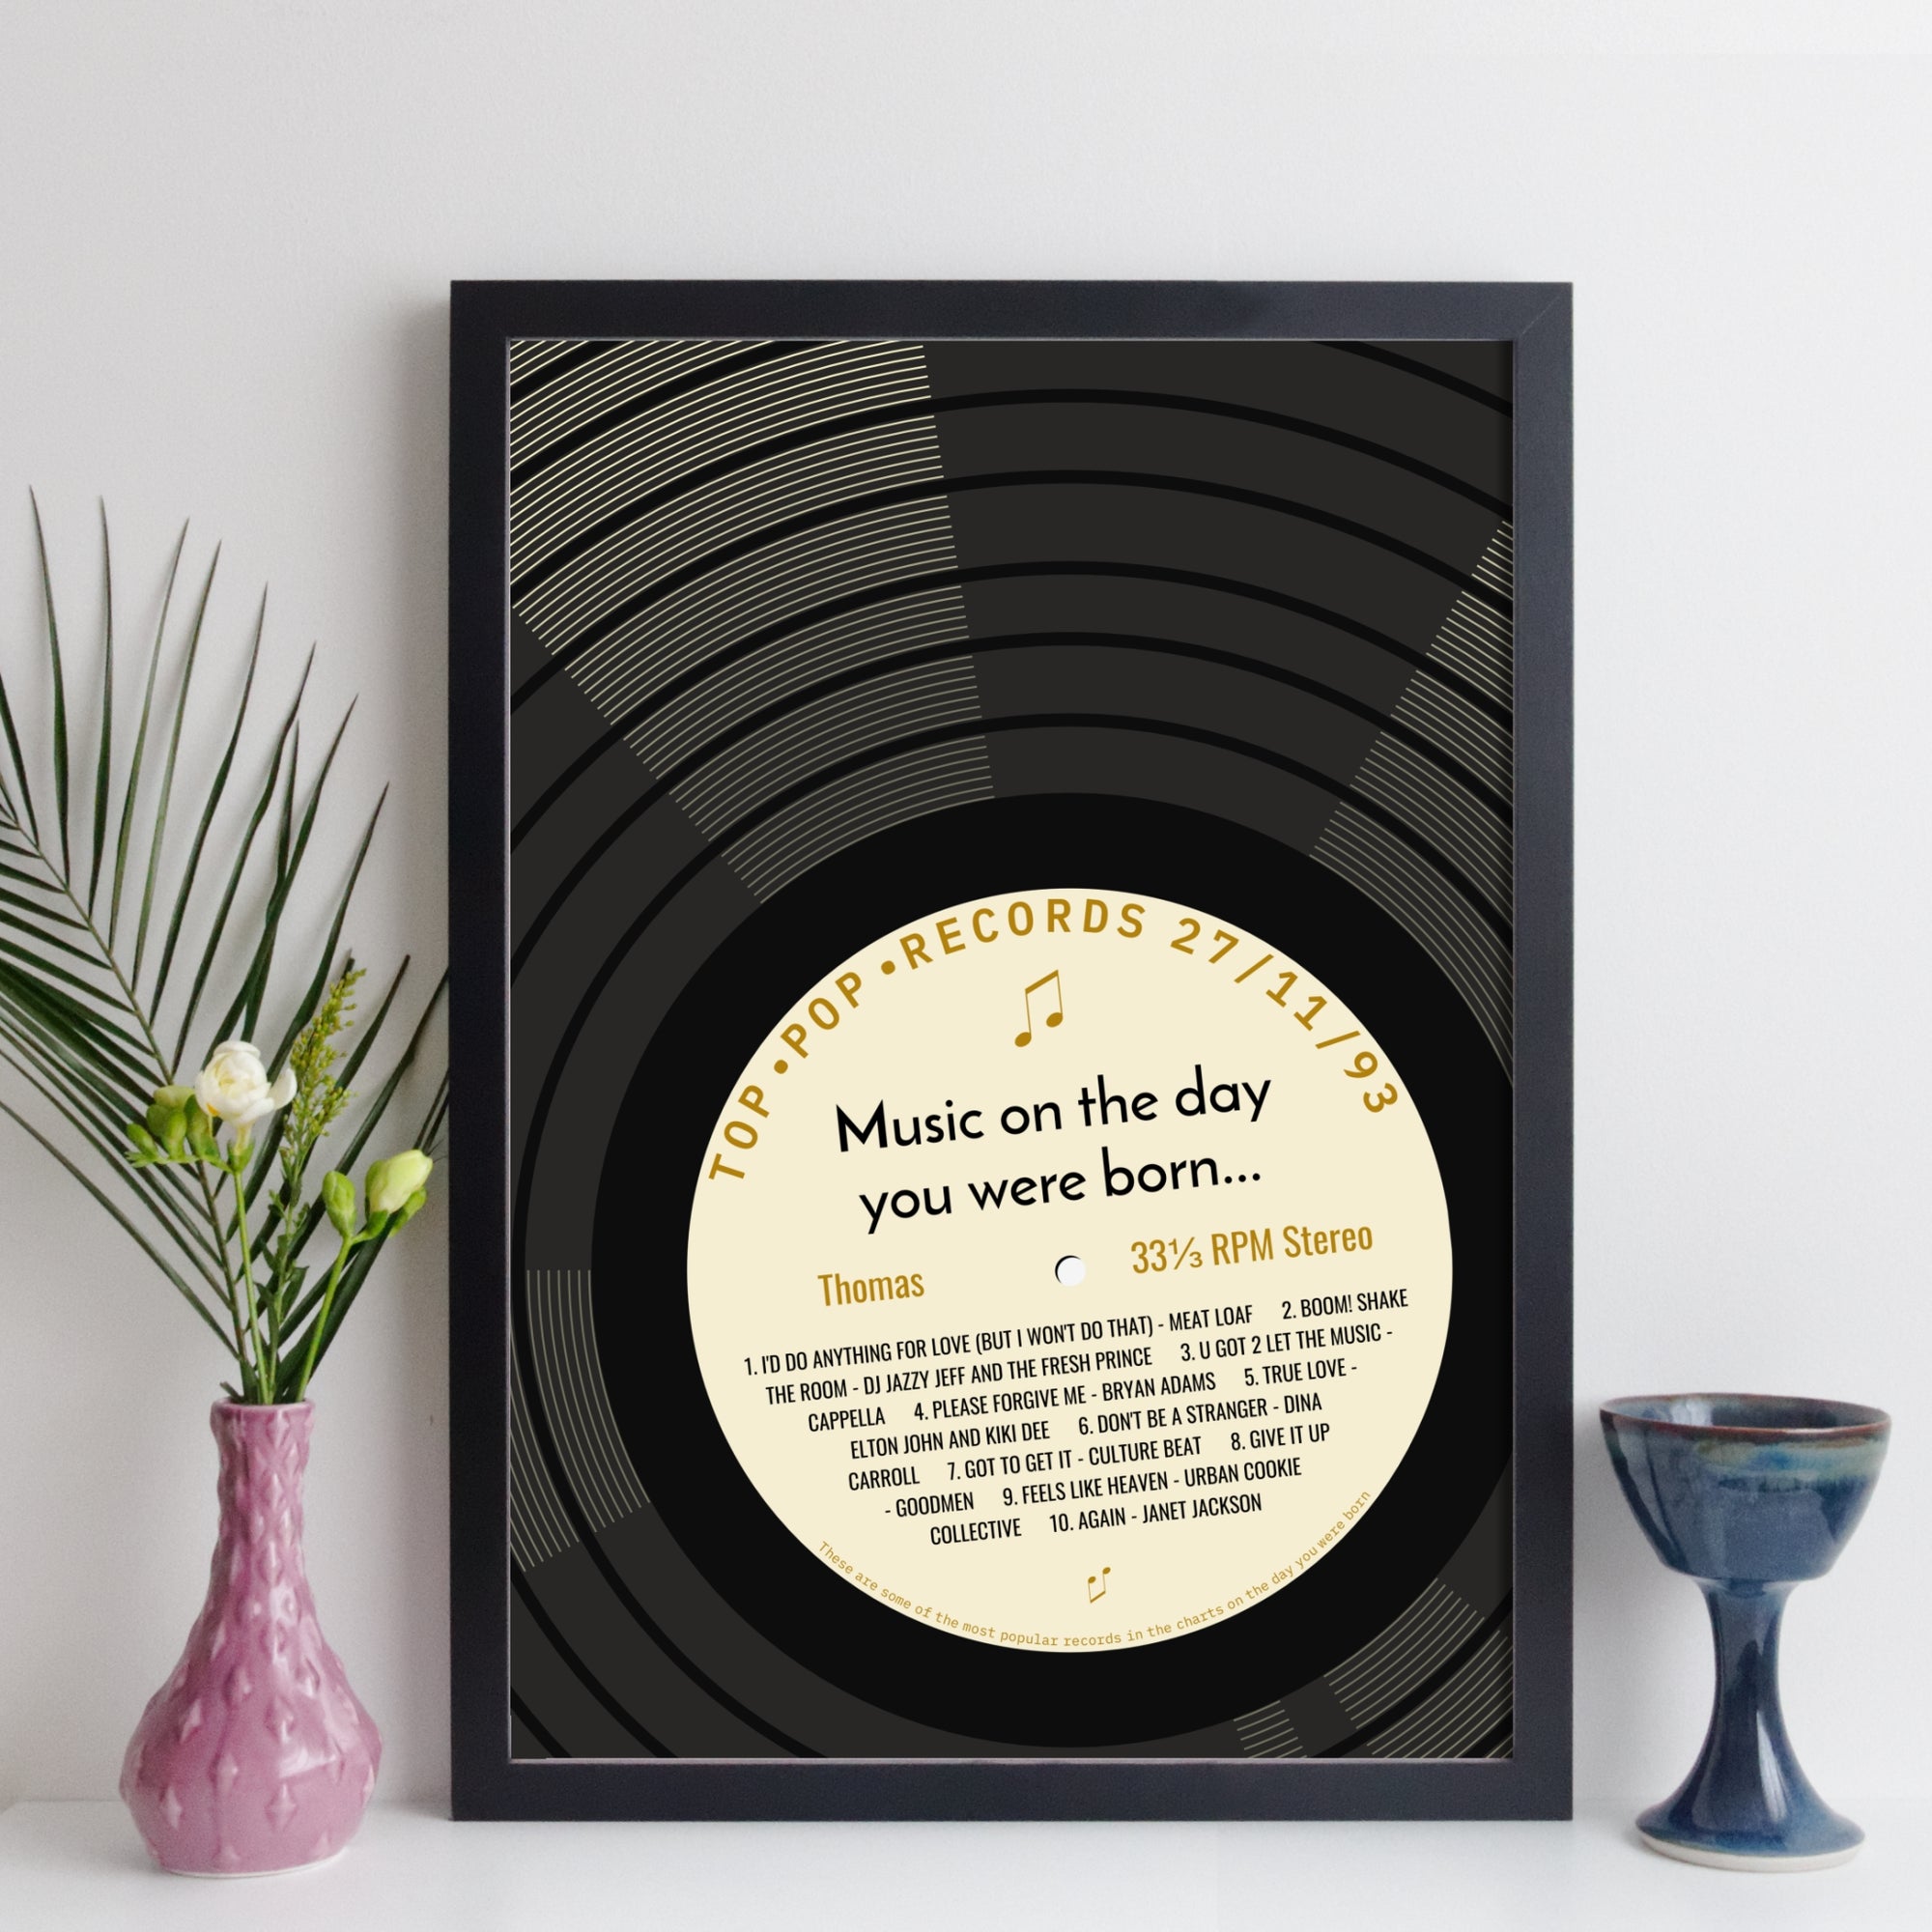 TOP•POP•RECORDS 27/11/93
Music on the day
you were born...
33⅓ RPM Stereo
Thomas
1. I'D DO ANYTHING FOR LOVE (BUT I WON'T DO THAT) - MEAT LOAF 2. BOOM! SHAKE
THE ROOM - DJ JAZZY JEFF AND THE FRESH PRINCE 3. U GOT 2 LET THE MUSIC -
CAPPELLA 4. PLEASE FORGIVE ME - BRYAN ADAMS 5. TRUE LOVE -
ELTON JOHN AND KIKI DEE 6. DON'T BE A STRANGER - DINA
CARROLL 7. GOT TO GET IT - CULTURE BEAT 8. GIVE IT UP
- GOODMEN 9. FEELS LIKE HEAVEN - URBAN COOKIE
COLLECTIVE 10. AGAIN - JANET JACKSON
These are some of the most popular records in the charts on the day you were born